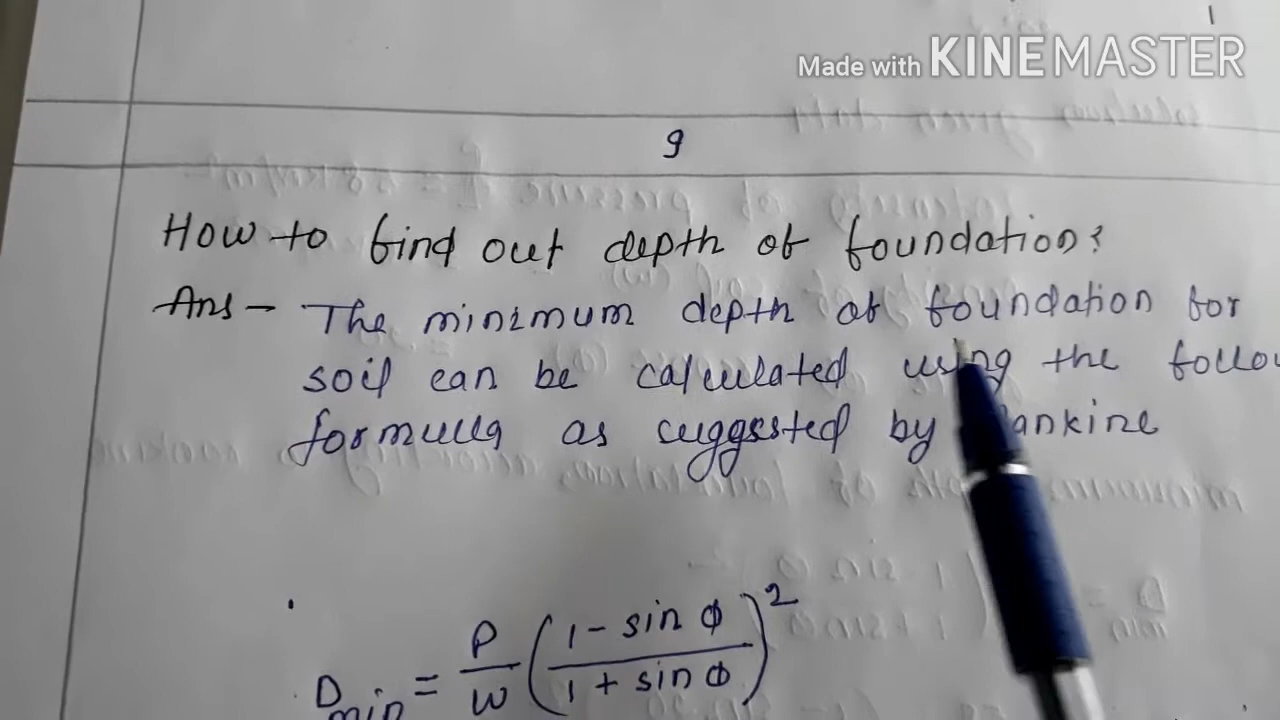 Made with KINEMASTER
9
How to find out depth of foundation?
Ans - The minimum depth of foundation for
soil can be calculated using the
formula as suggested by
D min = P/w (1 - sin φ / 1 + sin φ)²